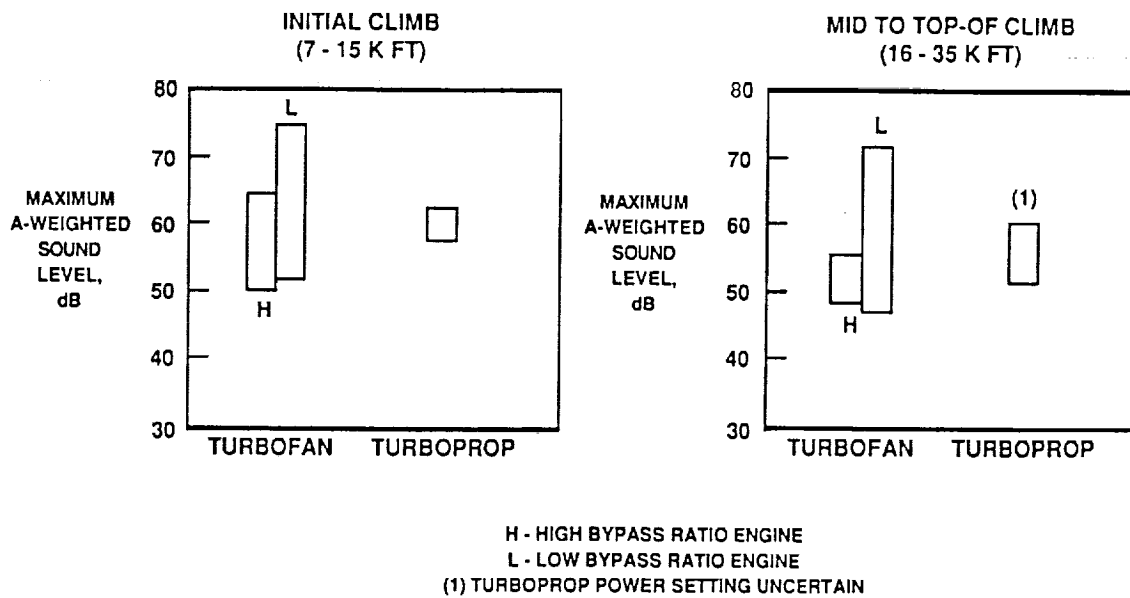 INITIAL CLIMB
(7 - 15 K FT)
80
70
60
50
40
30
MAXIMUM
A-WEIGHTED
SOUND
LEVEL,
dB
L
H
TURBOFAN TURBOPROP
MID TO TOP-OF CLIMB
(16 - 35 K FT)
80
70
60
50
40
30
MAXIMUM
A-WEIGHTED
SOUND
LEVEL,
dB
L
H
(1)
TURBOFAN TURBOPROP
H - HIGH BYPASS RATIO ENGINE
L - LOW BYPASS RATIO ENGINE
(1) TURBOPROP POWER SETTING UNCERTAIN